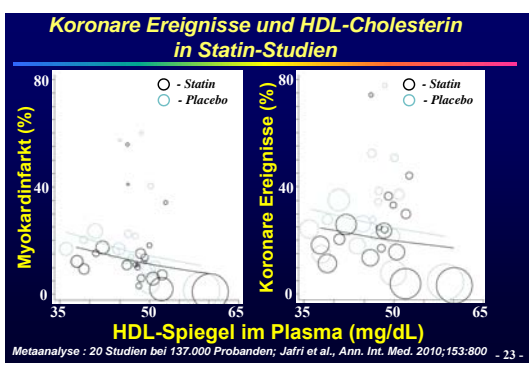 Koronare Ereignisse und HDL-Cholesterin
in Statin-Studien
Myokardinfarkt (%)
80
40
0
- Statin
- Placebo
35
50
65
Koronare Ereignisse (%)
80
40
0
- Statin
- Placebo
35
50
65
HDL-Spiegel im Plasma (mg/dL)
Metaanalyse : 20 Studien bei 137.000 Probanden; Jafri et al., Ann. Int. Med. 2010;153:800
- 23 -